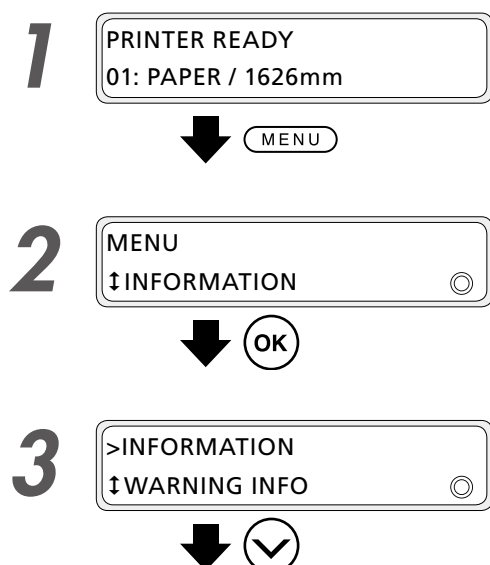 1
PRINTER READY
01: PAPER / 1626mm
MENU
2
MENU
↕INFORMATION
OK
3
>INFORMATION
↕WARNING INFO